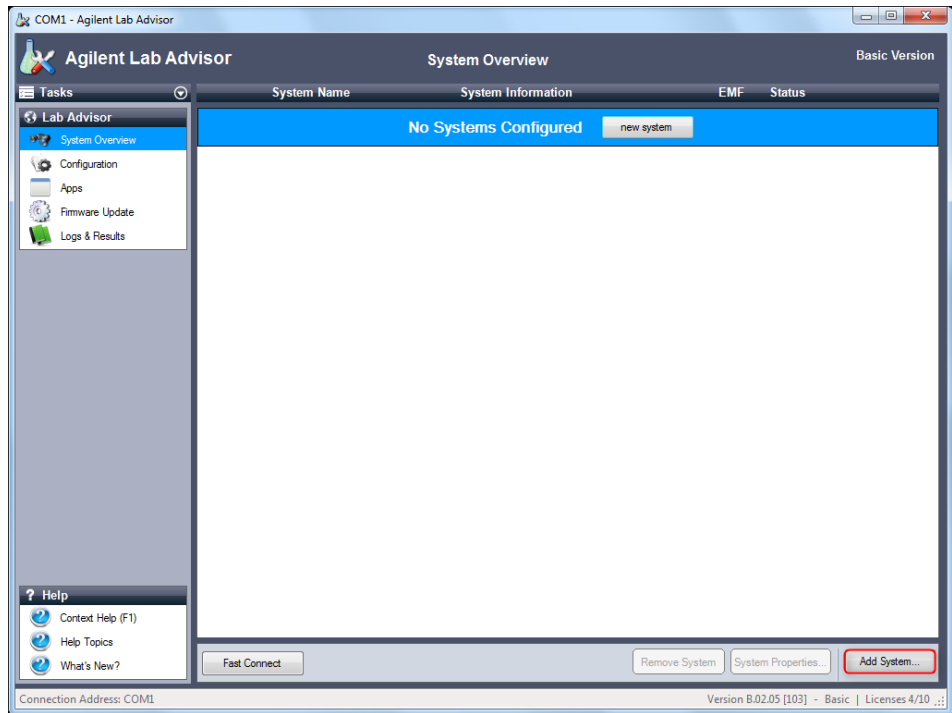 COM1 - Agilent Lab Advisor
Agilent Lab Advisor
System Overview
Basic Version
Tasks
System Name
System Information
EMF
Status
Lab Advisor
System Overview
Configuration
Apps
Firmware Update
Logs & Results
No Systems Configured
new system
? Help
Context Help (F1)
Help Topics
What's New?
Fast Connect
Remove System
System Properties...
Add System...
Connection Address: COM1
Version B.02.05 [103] - Basic | Licenses 4/10